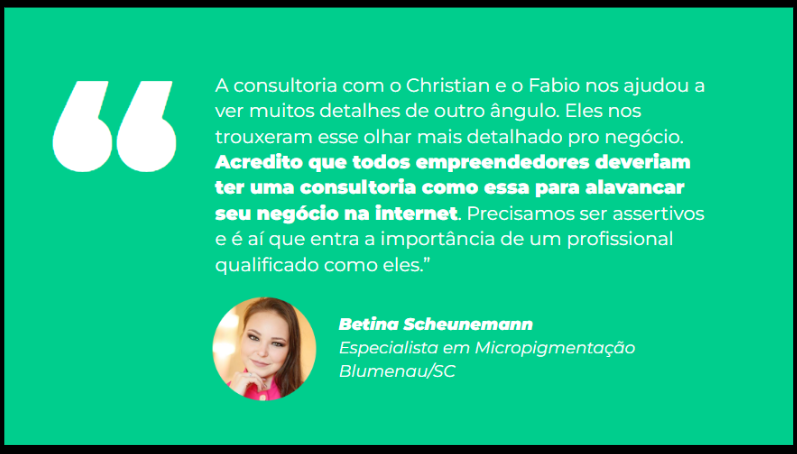 “
A consultoria com o Christian e o Fabio nos ajudou a
ver muitos detalhes de outro ângulo. Eles nos
trouxeram esse olhar mais detalhado pro negócio.
Acredito que todos empreendedores deveriam
ter uma consultoria como essa para alavancar
seu negócio na internet. Precisamos ser assertivos
e é aí que entra a importância de um profissional
qualificado como eles.”
Betina Scheunemann
Especialista em Micropigmentação
Blumenau/SC